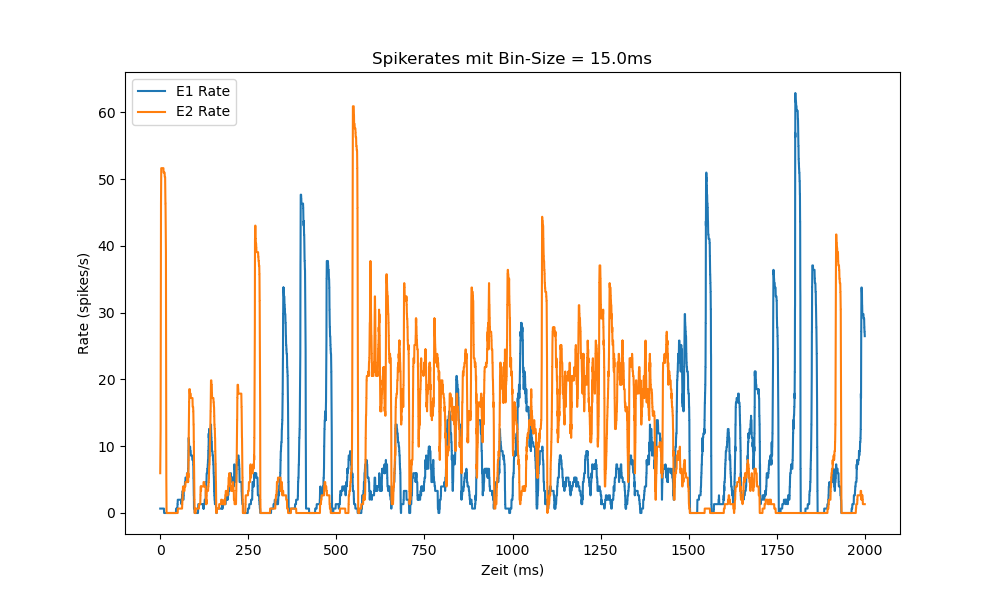 Spikerates mit Bin-Size = 15.0ms
E1 Rate
E2 Rate
60
50
40
30
20
10
0
Rate (spikes/s)
0 250 500 750 1000 1250 1500 1750 2000
Zeit (ms)